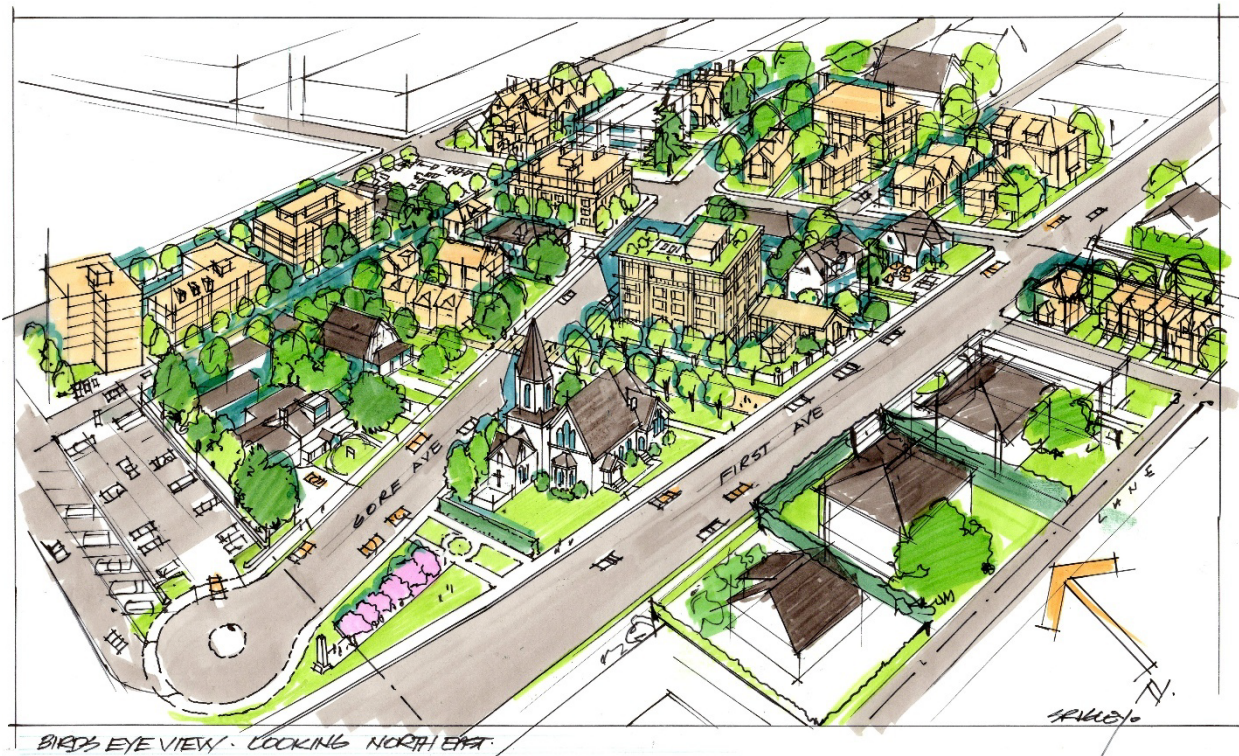 GORE AVE
FIRST AVE
LANE
N.
BIRDS EYE VIEW · LOOKING NORTH EAST.